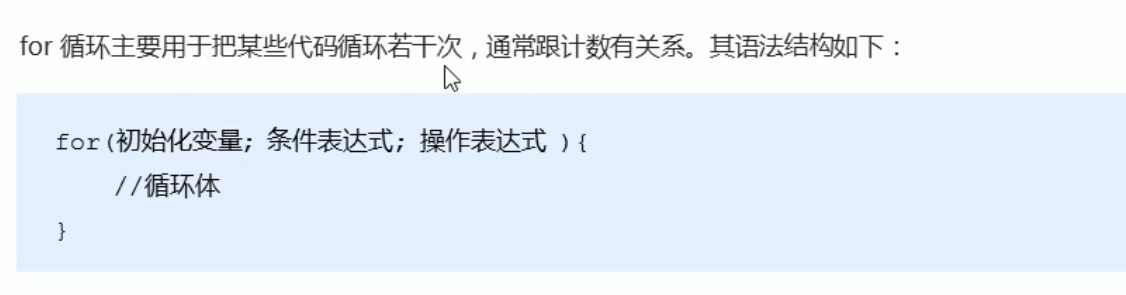 for 循环主要用于把某些代码循环若干次，通常跟计数有关系。其语法结构如下：
for(初始化变量; 条件表达式; 操作表达式 ){
//循环体
}